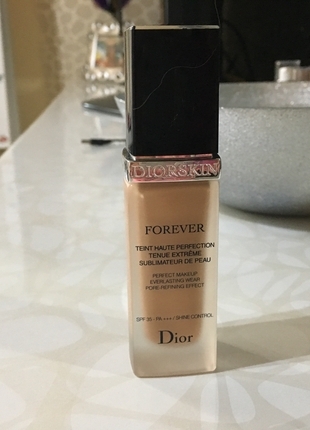 DIORSKIN
FOREVER
TEINT HAUTE PERFECTION
TENUE EXTRÊME
SUBLIMATEUR DE PEAU
PERFECT MAKEUP
EVERLASTING WEAR
PORE-REFINING EFFECT
SPF 35 - PA +++ / SHINE CONTROL
Dior